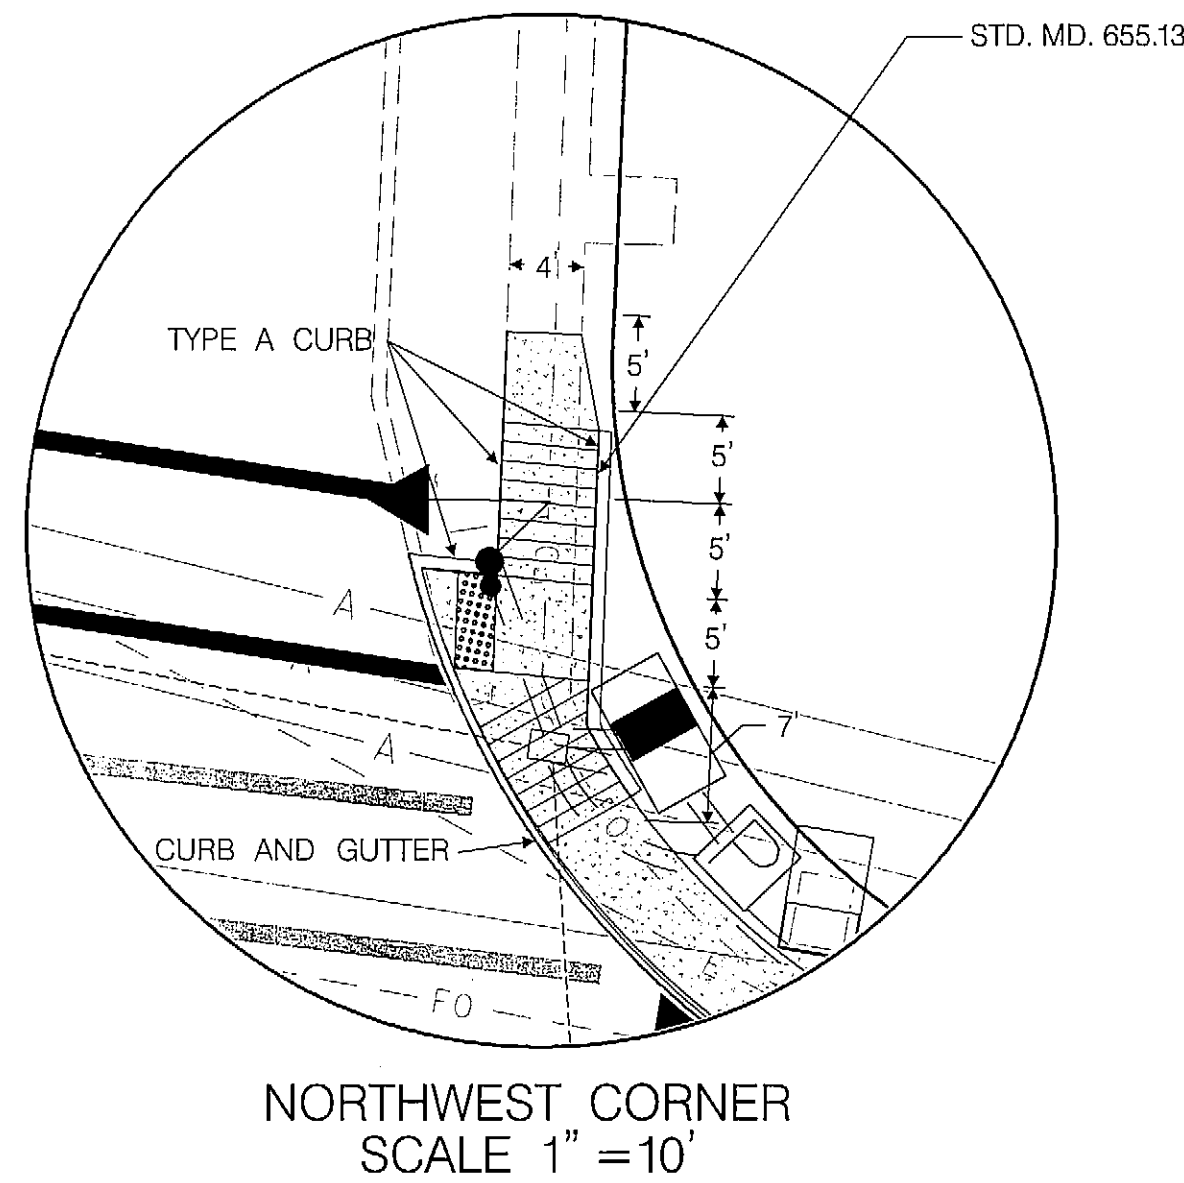 STD. MD. 655.13
4'
TYPE A CURB
5'
5'
5'
A
5'
7'
A
O
CURB AND GUTTER
E
FO
NORTHWEST CORNER
SCALE 1" =10'